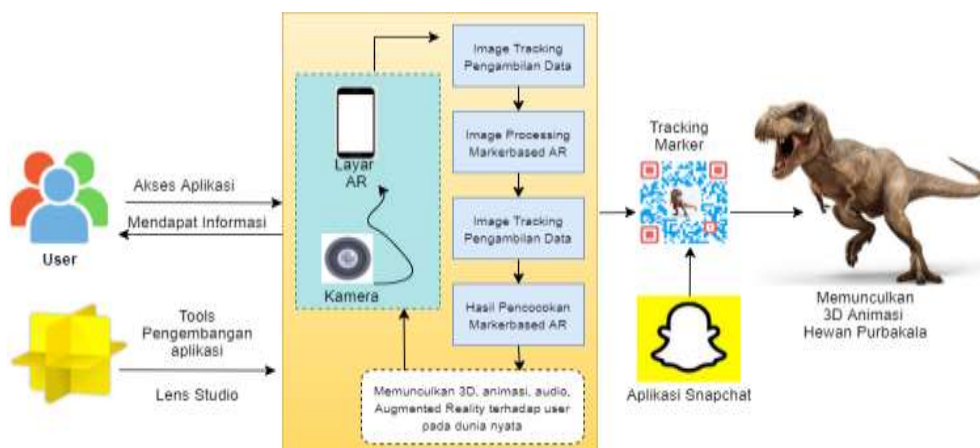 Image Tracking
Pengambilan Data
Image Processing
Markerbased AR
Image Tracking
Pengambilan Data
Hasil Pencocokan
Markerbased AR
Layar
AR
Kamera
Akses Aplikasi
Mendapat Informasi
User
Tools
Pengembangan
aplikasi
Lens Studio
Memunculkan 3D, animasi, audio,
Augmented Reality terhadap user
pada dunia nyata
Tracking
Marker
Aplikasi Snapchat
Memunculkan
3D Animasi
Hewan Purbakala